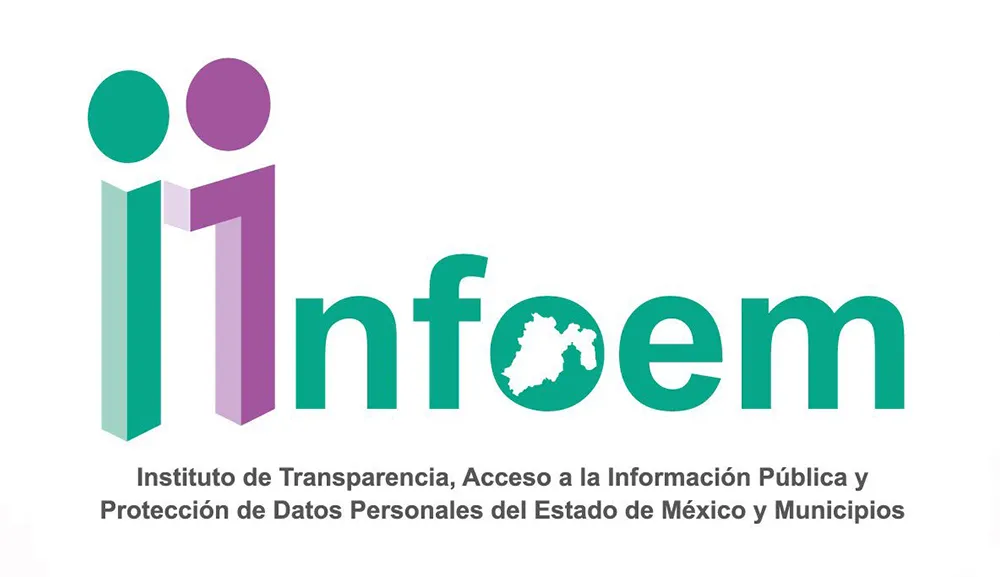 infoem
Instituto de Transparencia, Acceso a la Información Pública y
Protección de Datos Personales del Estado de México y Municipios